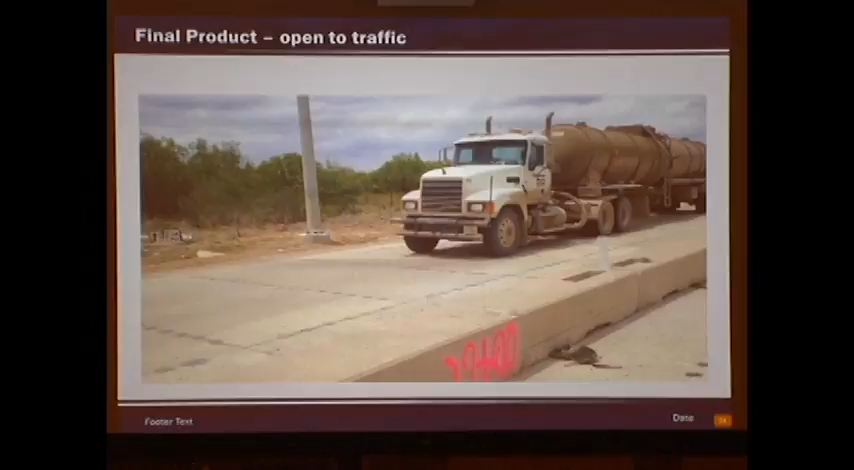 Final Product – open to traffic
Footer Text
Date